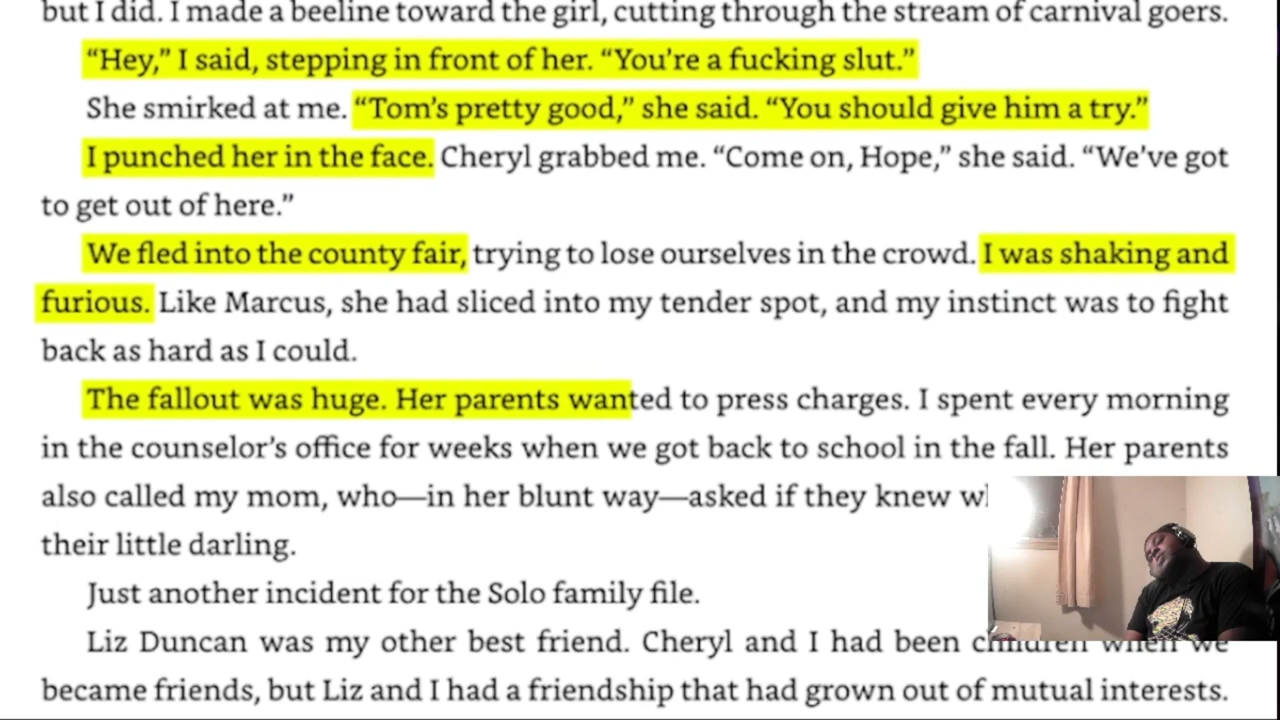 but I did. I made a beeline toward the girl, cutting through the stream of carnival goers.
“Hey,” I said, stepping in front of her. “You’re a fucking slut.”
She smirked at me. “Tom’s pretty good,” she said. “You should give him a try.”
I punched her in the face. Cheryl grabbed me. “Come on, Hope,” she said. “We’ve got
to get out of here.”
We fled into the county fair, trying to lose ourselves in the crowd. I was shaking and
furious. Like Marcus, she had sliced into my tender spot, and my instinct was to fight
back as hard as I could.
The fallout was huge. Her parents wanted to press charges. I spent every morning
in the counselor’s office for weeks when we got back to school in the fall. Her parents
also called my mom, who—in her blunt way—asked if they knew
their little darling.
Just another incident for the Solo family file.
Liz Duncan was my other best friend. Cheryl and I had been children when we
became friends, but Liz and I had a friendship that had grown out of mutual interests.